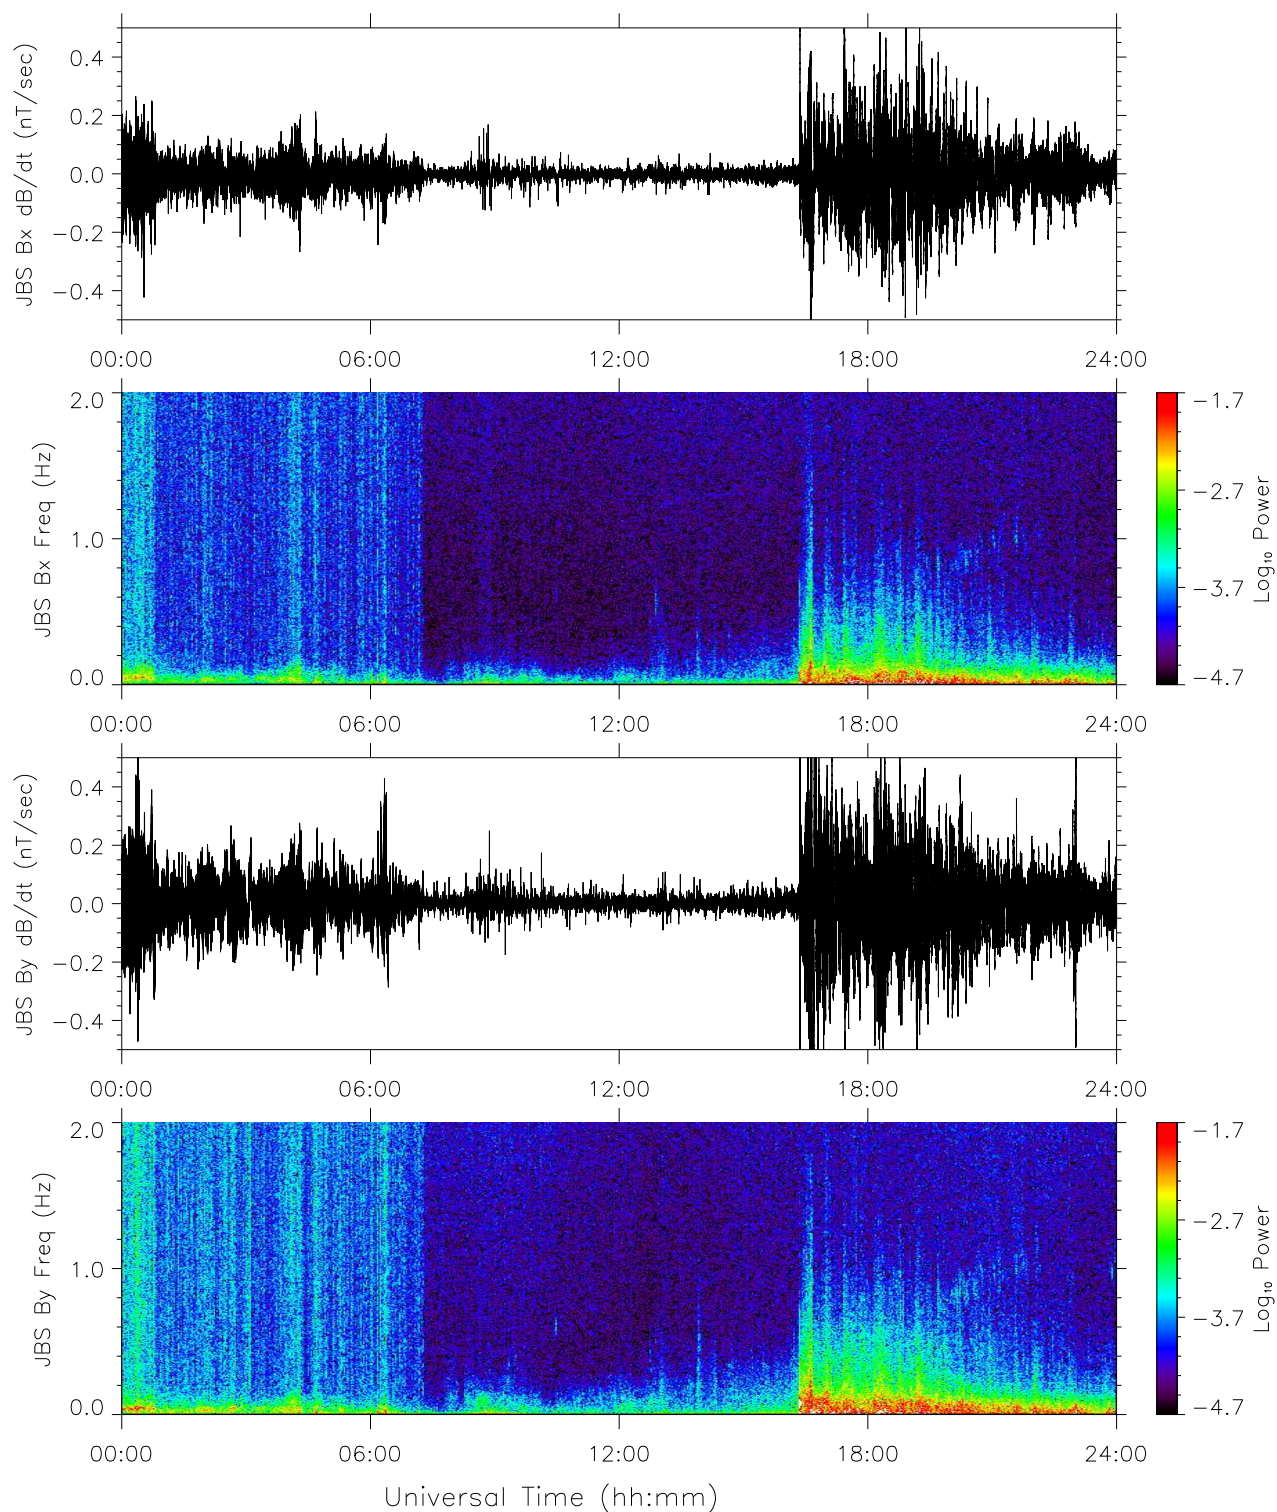 JBS Bx dB/dt (nT/sec)
0.4
0.2
0.0
−0.2
−0.4
00:00 06:00 12:00 18:00 24:00
JBS Bx Freq (Hz)
2.0
1.0
0.0
−1.7
−2.7
−3.7
−4.7
Log₁₀ Power
00:00 06:00 12:00 18:00 24:00
JBS By dB/dt (nT/sec)
0.4
0.2
0.0
−0.2
−0.4
00:00 06:00 12:00 18:00 24:00
JBS By Freq (Hz)
2.0
1.0
0.0
−1.7
−2.7
−3.7
−4.7
Log₁₀ Power
00:00 06:00 12:00 18:00 24:00
Universal Time (hh:mm)